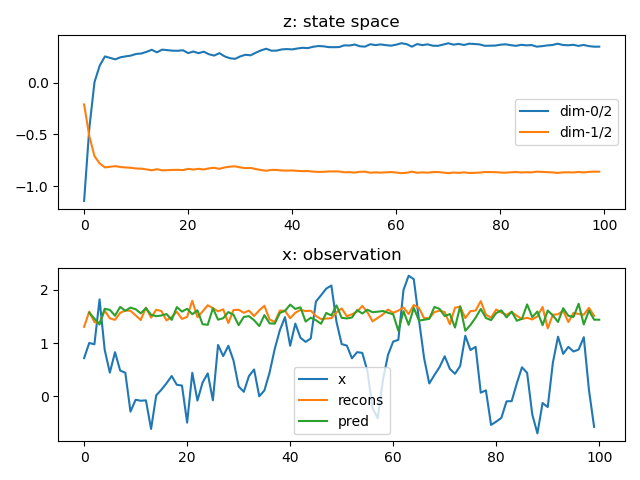 z: state space
0.0
−0.5
−1.0
dim-0/2
dim-1/2
0 20 40 60 80 100
x: observation
2
1
0
x
recons
pred
0 20 40 60 80 100